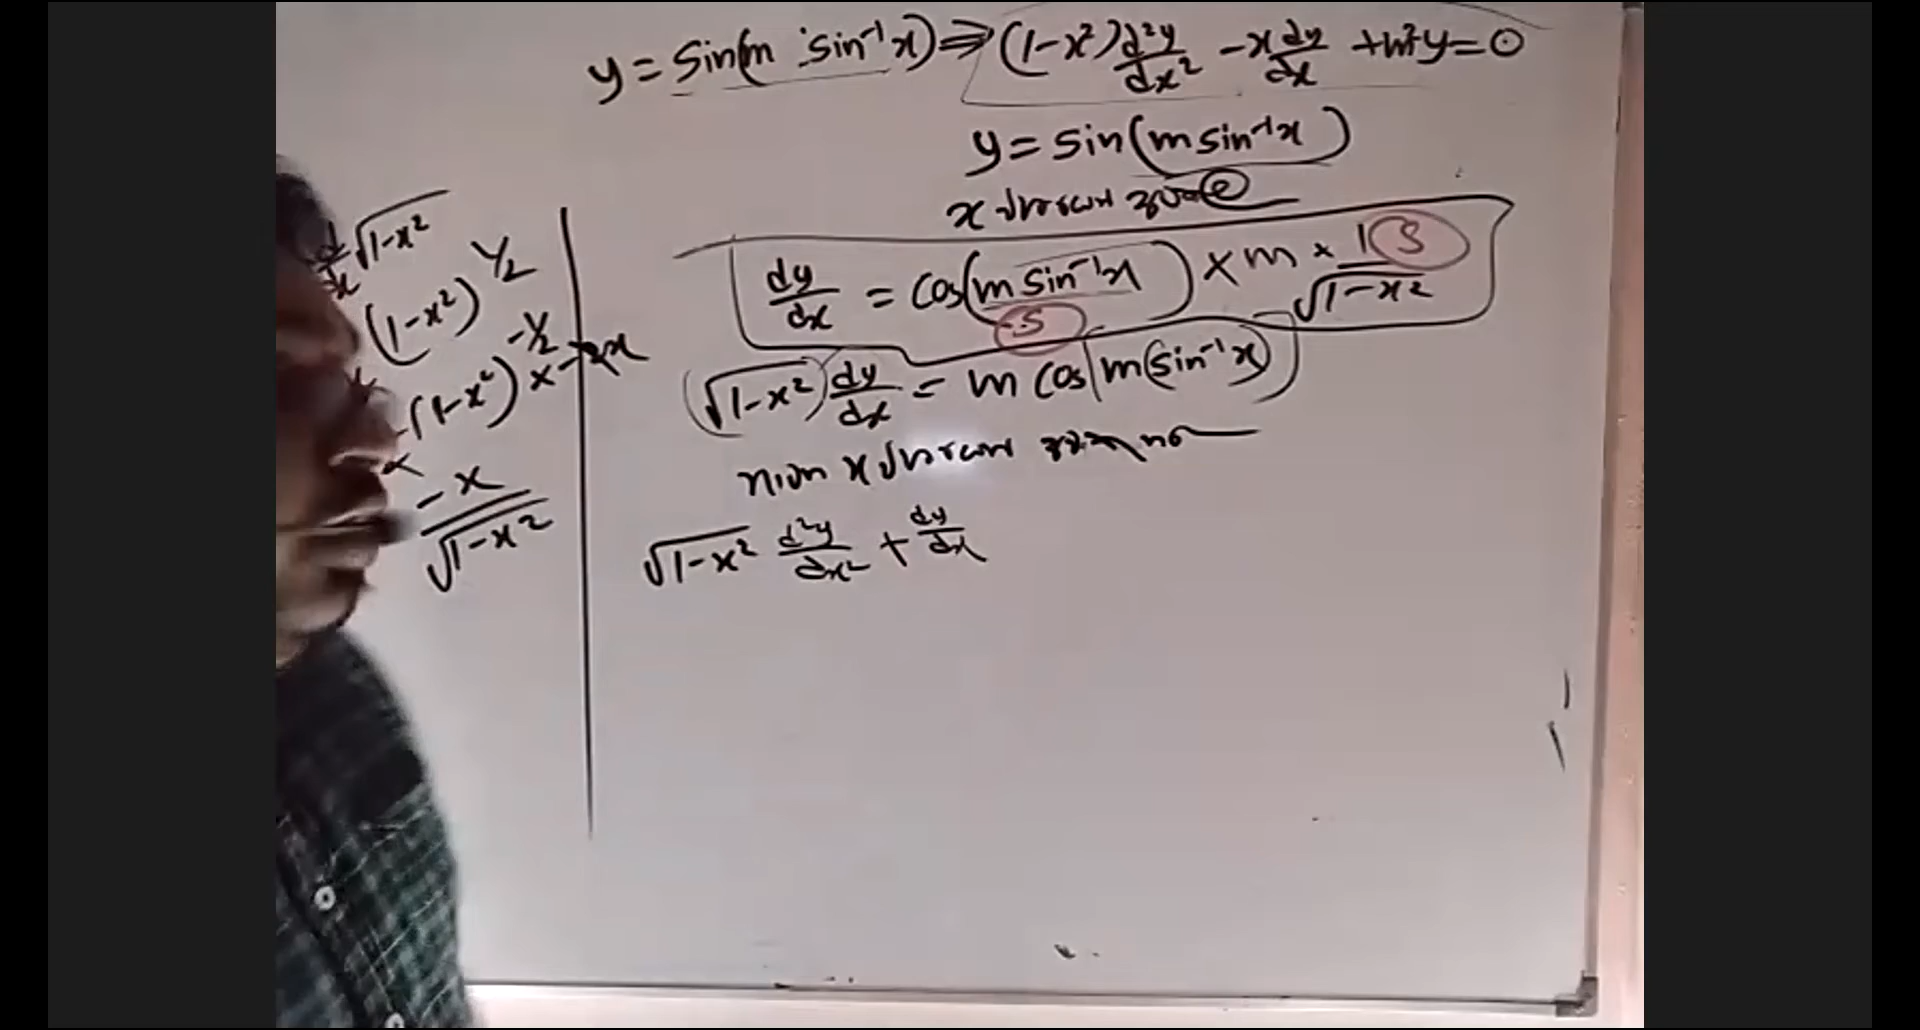 y = sin(m sin⁻¹x) ⇒ (1-x²) d²y/dx² - x dy/dx + m²y = 0
y = sin(m sin⁻¹x)
x
dy/dx = cos(m sin⁻¹x) × m × 1/√1-x²
(√1-x²) dy/dx = m cos(m(sin⁻¹x))
x
√1-x² d²y/dx² + dy/dx
d/dx √1-x²
(1-x²)^½
(1-x²)^-½ × -2x
-x/√1-x²